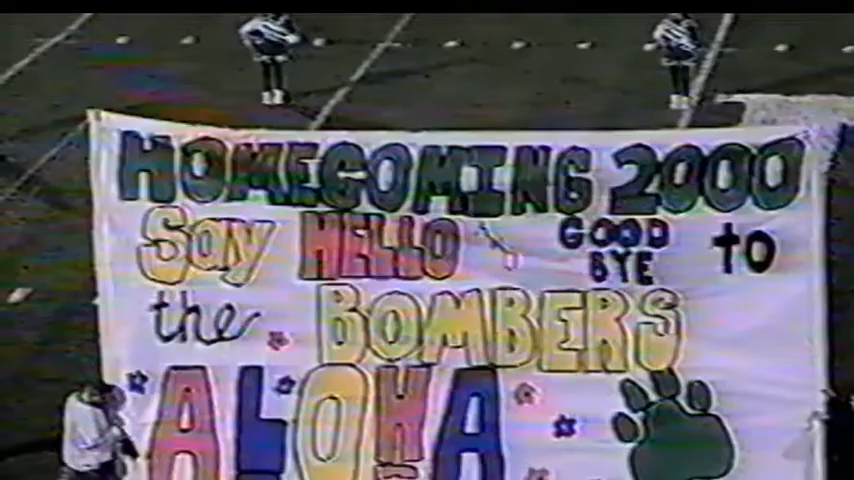 HOMECOMING 2000
Say HELLO GOOD BYE to
the BOMBERS
ALOHA